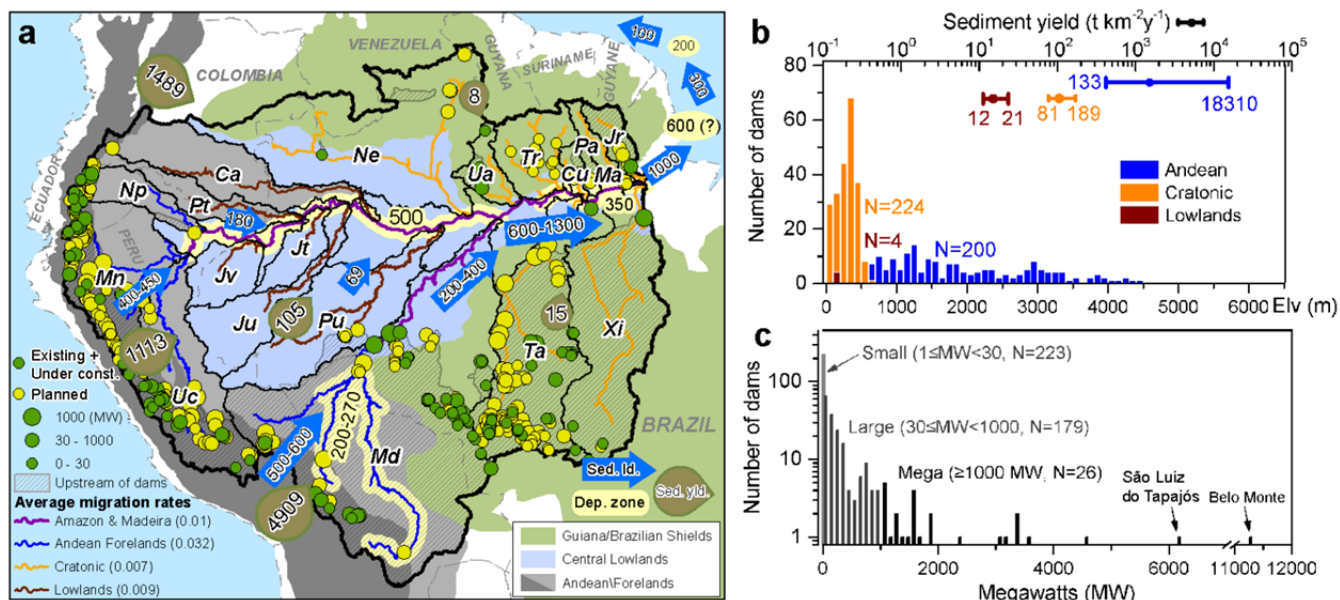 a
VENEZUELA
GUYANA
SURINAME
GUYANE
COLOMBIA
ECUADOR
PERU
BRAZIL
100
200
300
600 (?)
1000
1489
8
Ne
Ca
Np
Pt
180
500
Ua
Tr
Pa
Jr
Cu
Ma
350
600-1300
Jt
Jv
Mn
400-450
69
200-400
Ju
105
Pu
15
Ta
Xi
1113
Uc
200-270
500-600
Md
4909
Existing +
Under const.
Planned
1000 (MW)
30 - 1000
0 - 30
Upstream of dams
Average migration rates
Amazon & Madeira (0.01)
Andean Forelands (0.032)
Cratonic (0.007)
Lowlands (0.009)
Sed. ld.
Dep. zone
Sed. yld.
Guiana/Brazilian Shields
Central Lowlands
Andean\Forelands
b
Sediment yield (t km⁻²y⁻¹)
10⁻¹ 10⁰ 10¹ 10² 10³ 10⁴ 10⁵
Number of dams
80
60
40
20
0
133
18310
12 21
81 189
Andean
Cratonic
Lowlands
N=224
N=4
N=200
0 1000 2000 3000 4000 5000 6000 Elv (m)
c
Number of dams
100
10
1
Small (1≤MW<30, N=223)
Large (30≤MW<1000, N=179)
Mega (≥1000 MW, N=26)
São Luiz
do Tapajós
Belo Monte
0 2000 4000 6000 11000 12000
Megawatts (MW)